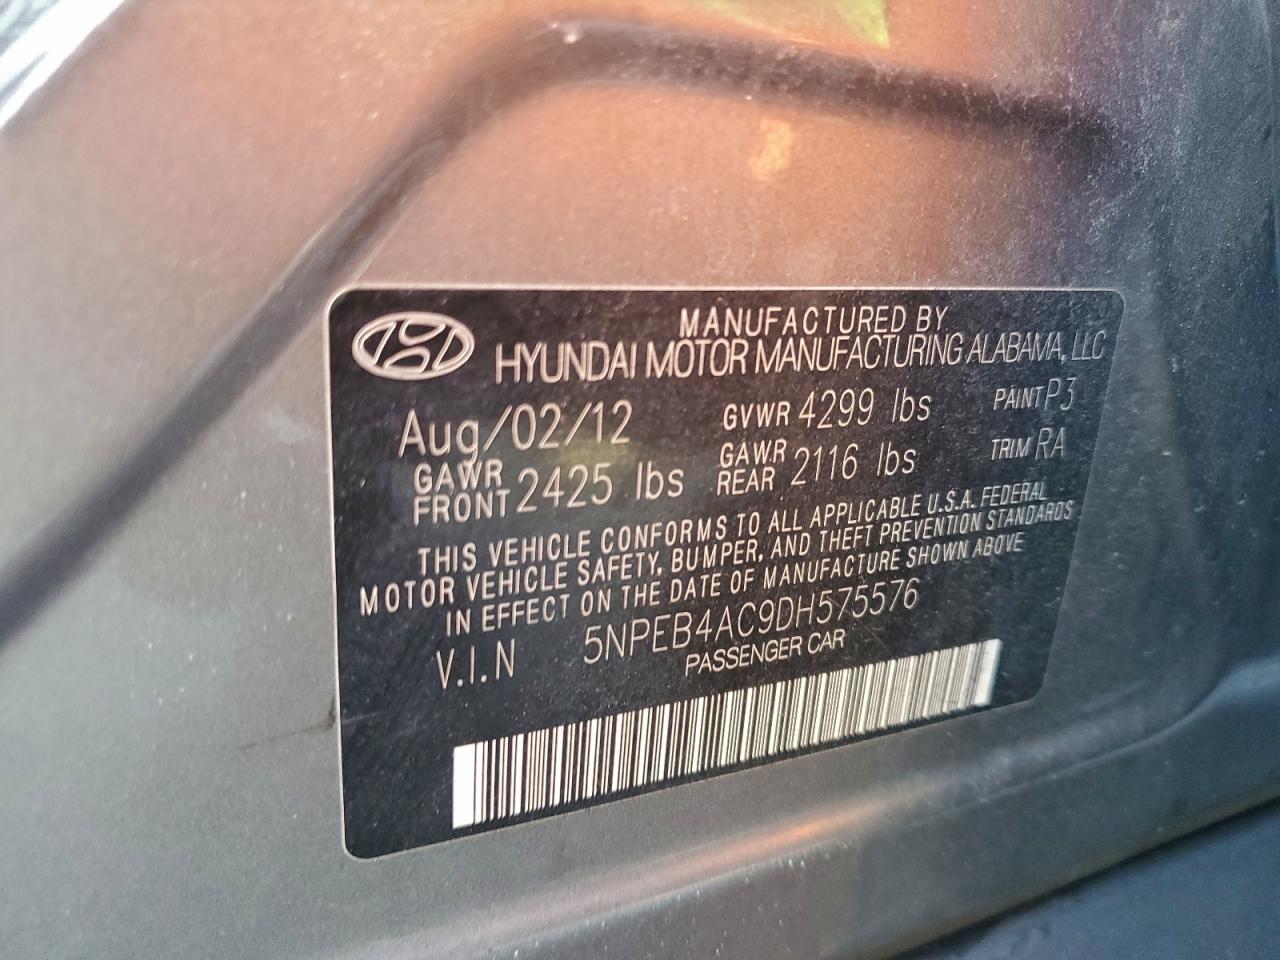 MANUFACTURED BY
HYUNDAI MOTOR MANUFACTURING ALABAMA, LLC
Aug/02/12 GVWR 4299 lbs PAINT P3
GAWR FRONT 2425 lbs GAWR REAR 2116 lbs TRIM RA
THIS VEHICLE CONFORMS TO ALL APPLICABLE U.S.A. FEDERAL
MOTOR VEHICLE SAFETY, BUMPER, AND THEFT PREVENTION STANDARDS
IN EFFECT ON THE DATE OF MANUFACTURE SHOWN ABOVE
V.I.N 5NPEB4AC9DH575576
PASSENGER CAR